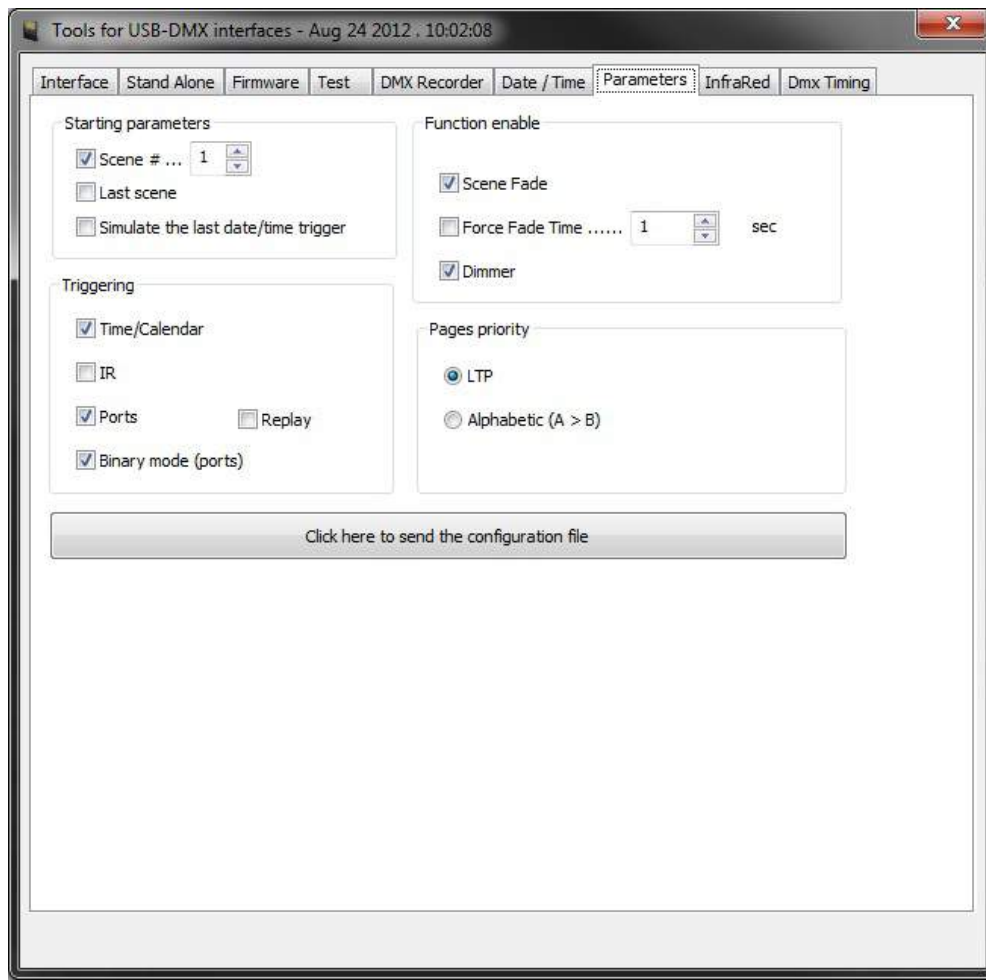 Tools for USB-DMX interfaces - Aug 24 2012 . 10:02:08
Interface Stand Alone Firmware Test DMX Recorder Date / Time Parameters InfraRed Dmx Timing
Starting parameters
Scene # ... 1
Last scene
Simulate the last date/time trigger
Function enable
Scene Fade
Force Fade Time ...... 1 sec
Dimmer
Triggering
Time/Calendar
IR
Ports Replay
Binary mode (ports)
Pages priority
LTP
Alphabetic (A > B)
Click here to send the configuration file